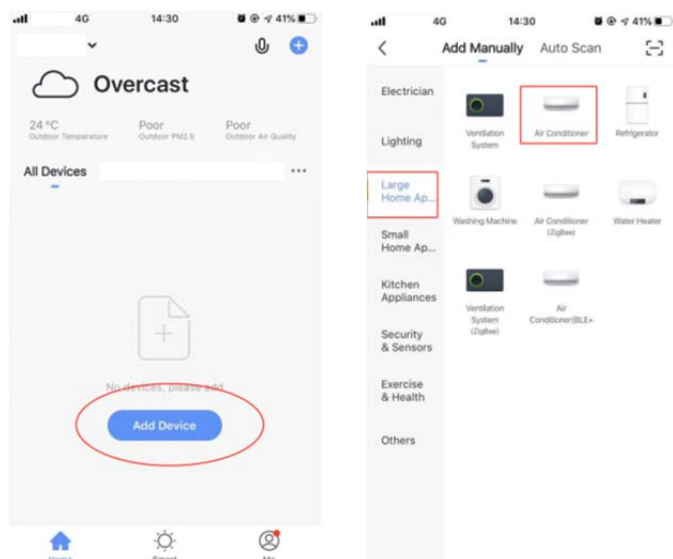 4G 14:30 41%
Overcast
24 °C Poor Poor
Outdoor Temperature Outdoor PM2.5 Outdoor Air Quality
All Devices
No devices, please add
Add Device
Home Smart Me
4G 14:30 41%
Add Manually Auto Scan
Electrician
Lighting
Large
Home Ap...
Small
Home Ap...
Kitchen
Appliances
Security
& Sensors
Exercise
& Health
Others
Ventilation
System
Air Conditioner
Refrigerator
Washing Machine
Air Conditioner
(ZigBee)
Water Heater
Ventilation
System
(ZigBee)
Air
Conditioner(BLE+